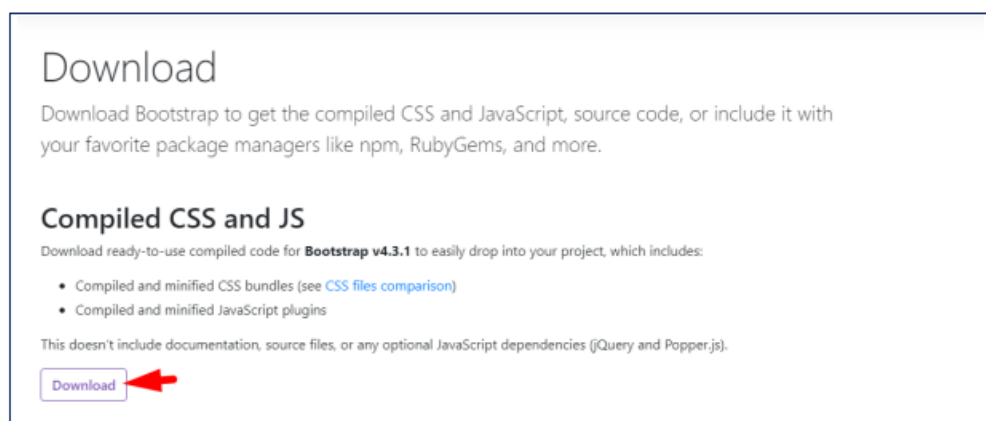 Download
Download Bootstrap to get the compiled CSS and JavaScript, source code, or include it with
your favorite package managers like npm, RubyGems, and more.
Compiled CSS and JS
Download ready-to-use compiled code for Bootstrap v4.3.1 to easily drop into your project, which includes:
• Compiled and minified CSS bundles (see CSS files comparison)
• Compiled and minified JavaScript plugins
This doesn't include documentation, source files, or any optional JavaScript dependencies (jQuery and Popper.js).
Download